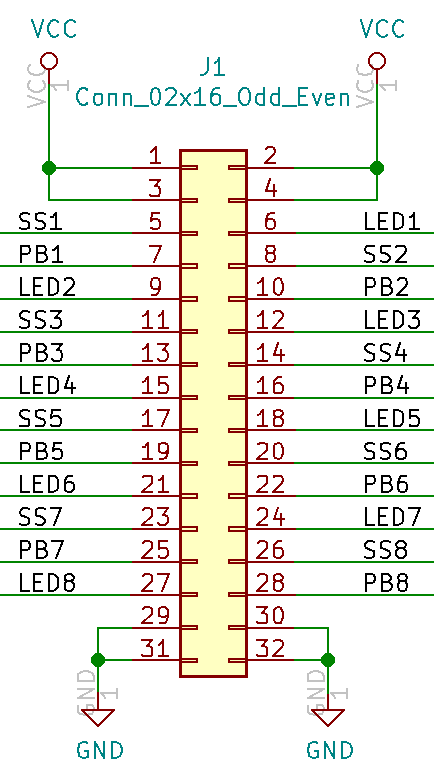 VCC VCC
VCC 1 J1 VCC 1
Conn_02x16_Odd_Even
1 2
3 4
SS1 5 6 LED1
PB1 7 8 SS2
LED2 9 10 PB2
SS3 11 12 LED3
PB3 13 14 SS4
LED4 15 16 PB4
SS5 17 18 LED5
PB5 19 20 SS6
LED6 21 22 PB6
SS7 23 24 LED7
PB7 25 26 SS8
LED8 27 28 PB8
29 30
31 32
GND 1 GND 1
GND GND